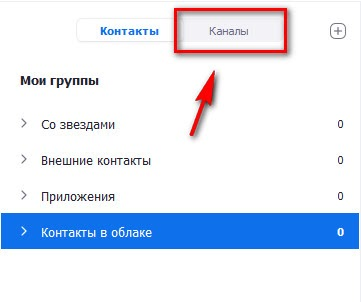 Контакты Каналы
Мои группы
Со звездами 0
Внешние контакты 0
Приложения 0
Контакты в облаке 0